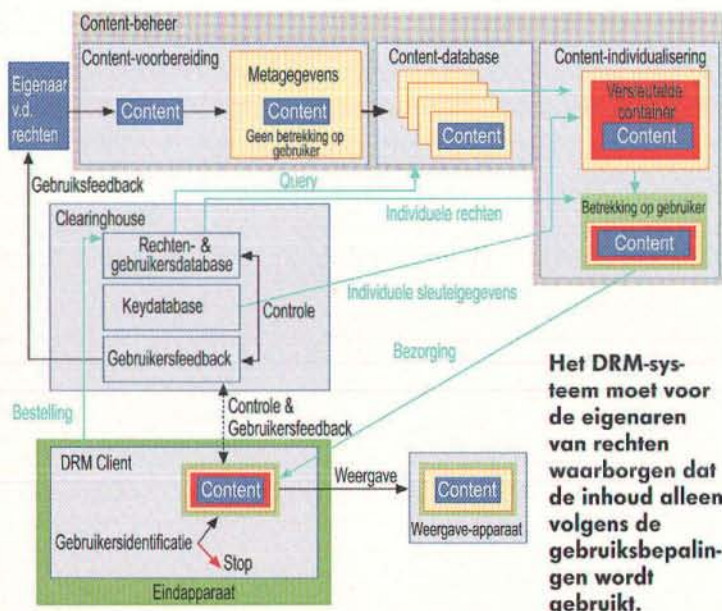 Content-beheer
Content-voorbereiding
Content-database
Content-individualisering
Eigenaar
v.d.
rechten
Content
Metagegevens
Content
Geen betrekking op
gebruiker
Content
Versleutelde
container
Content
Gebruiksfeedback
Query
Individuele rechten
Betrekking op gebruiker
Content
Clearinghouse
Rechten- &
gebruikersdatabase
Keydatabase
Controle
Gebruikersfeedback
Individuele sleutelgegevens
Bezorging
Bestelling
Controle &
Gebruikersfeedback
DRM Client
Content
Weergave
Content
Weergave-apparaat
Gebruikersidentificatie
Stop
Eindapparaat
Het DRM-sys-
teem moet voor
de eigenaren
van rechten
waarborgen dat
de inhoud alleen
volgens de
gebruiksbepalin-
gen wordt
gebruikt.